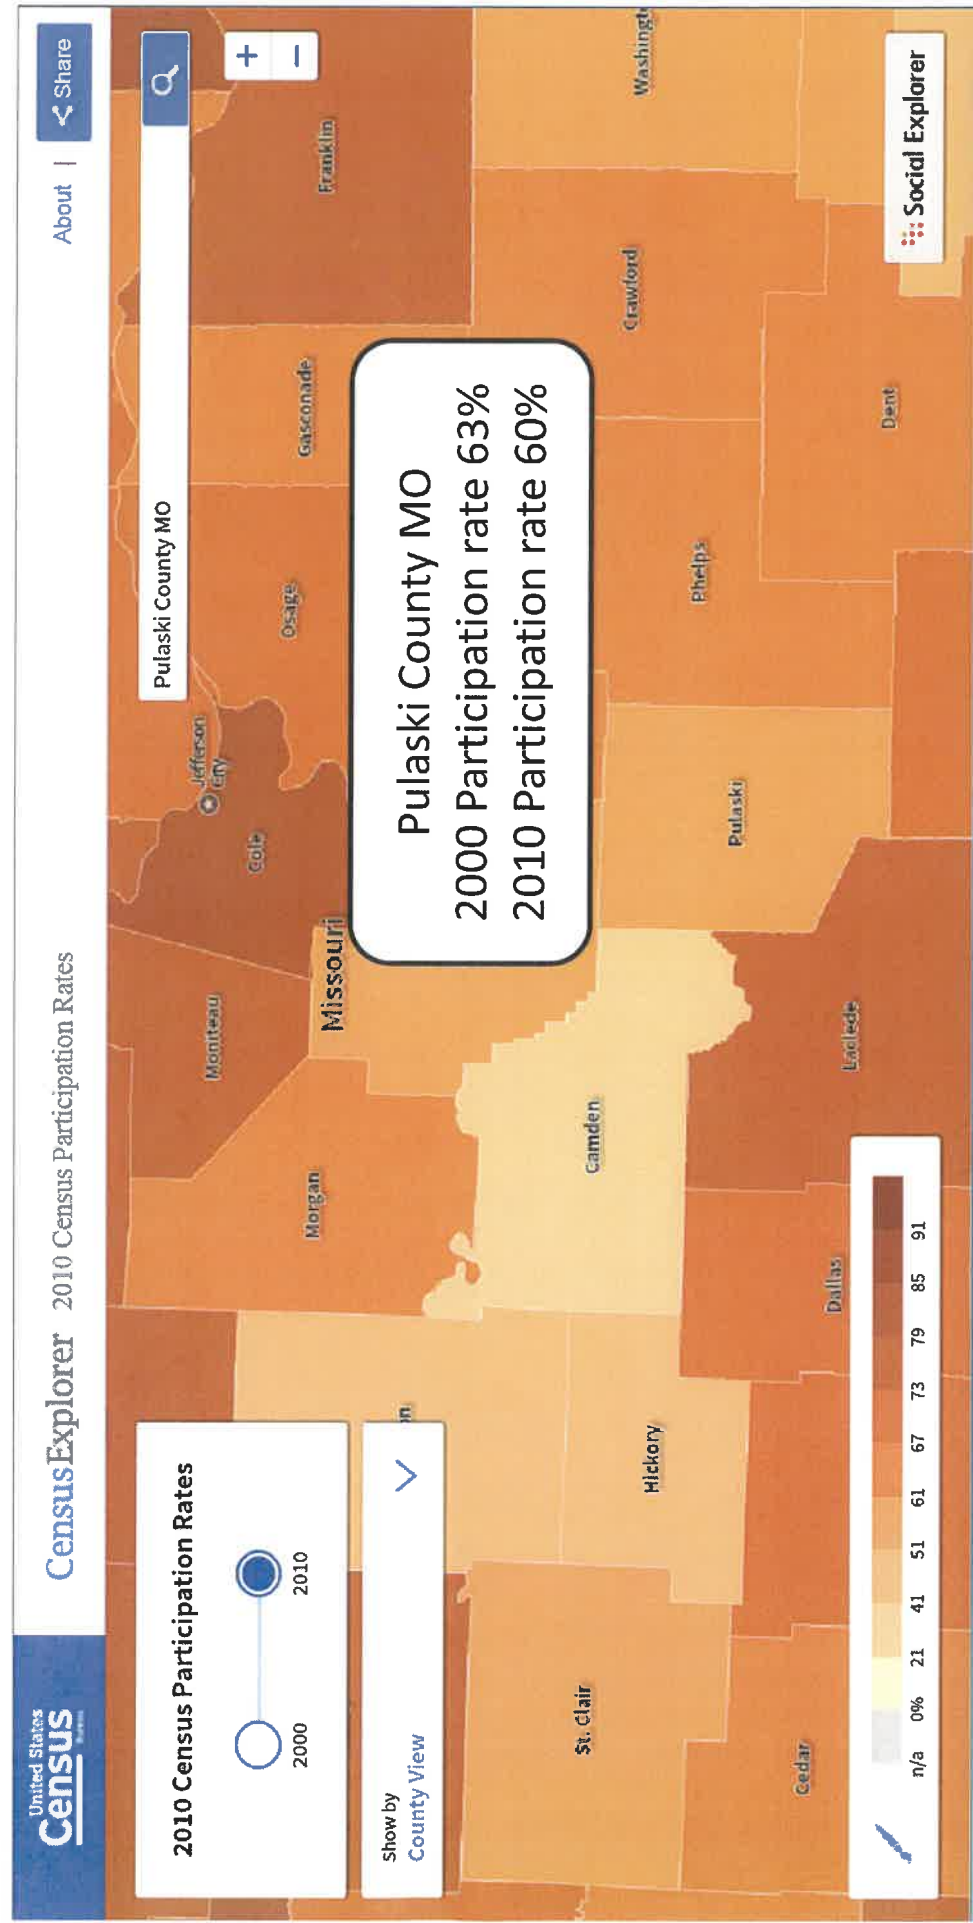 United States
Census
Bureau
CensusExplorer 2010 Census Participation Rates
About | Share
Pulaski County MO
+
−
2010 Census Participation Rates
2000 2010
Show by
County View
Pulaski County MO
2000 Participation rate 63%
2010 Participation rate 60%
Jefferson
City
Franklin
Gasconade
Osage
Cole
Moniteau
Missouri
Morgan
on
Washingt
Crawford
Phelps
Pulaski
Camden
Hickory
St. Clair
Dent
Laclede
Dallas
Cedar
n/a 0% 21 41 51 61 67 73 79 85 91
Social Explorer